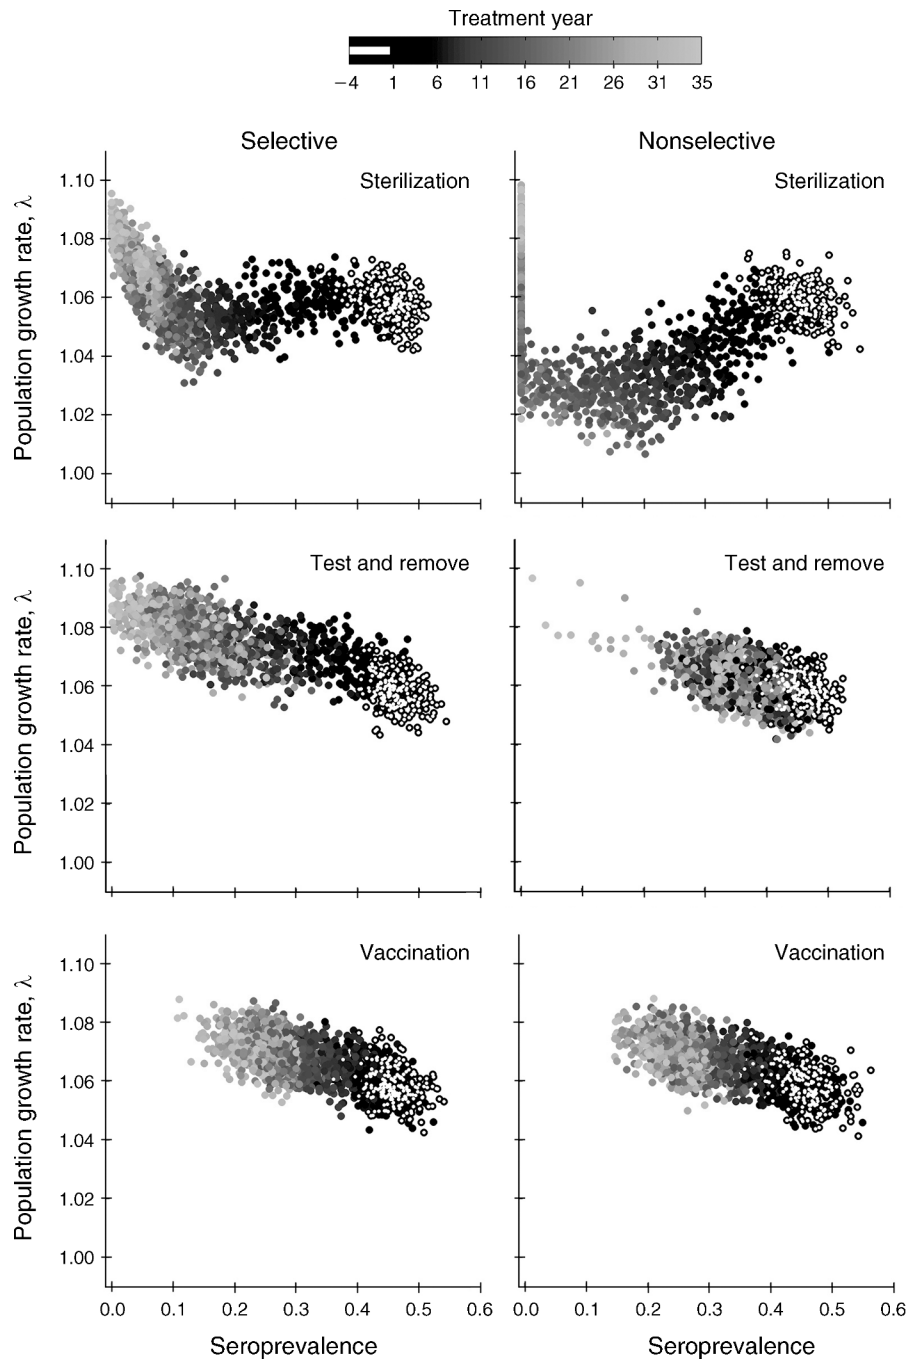 Treatment year
−4 1 6 11 16 21 26 31 35
Selective Nonselective
Sterilization Sterilization
Population growth rate, λ
1.10
1.08
1.06
1.04
1.02
1.00
Test and remove Test and remove
Population growth rate, λ
1.10
1.08
1.06
1.04
1.02
1.00
Vaccination Vaccination
Population growth rate, λ
1.10
1.08
1.06
1.04
1.02
1.00
0.0 0.1 0.2 0.3 0.4 0.5 0.6 0.0 0.1 0.2 0.3 0.4 0.5 0.6
Seroprevalence Seroprevalence